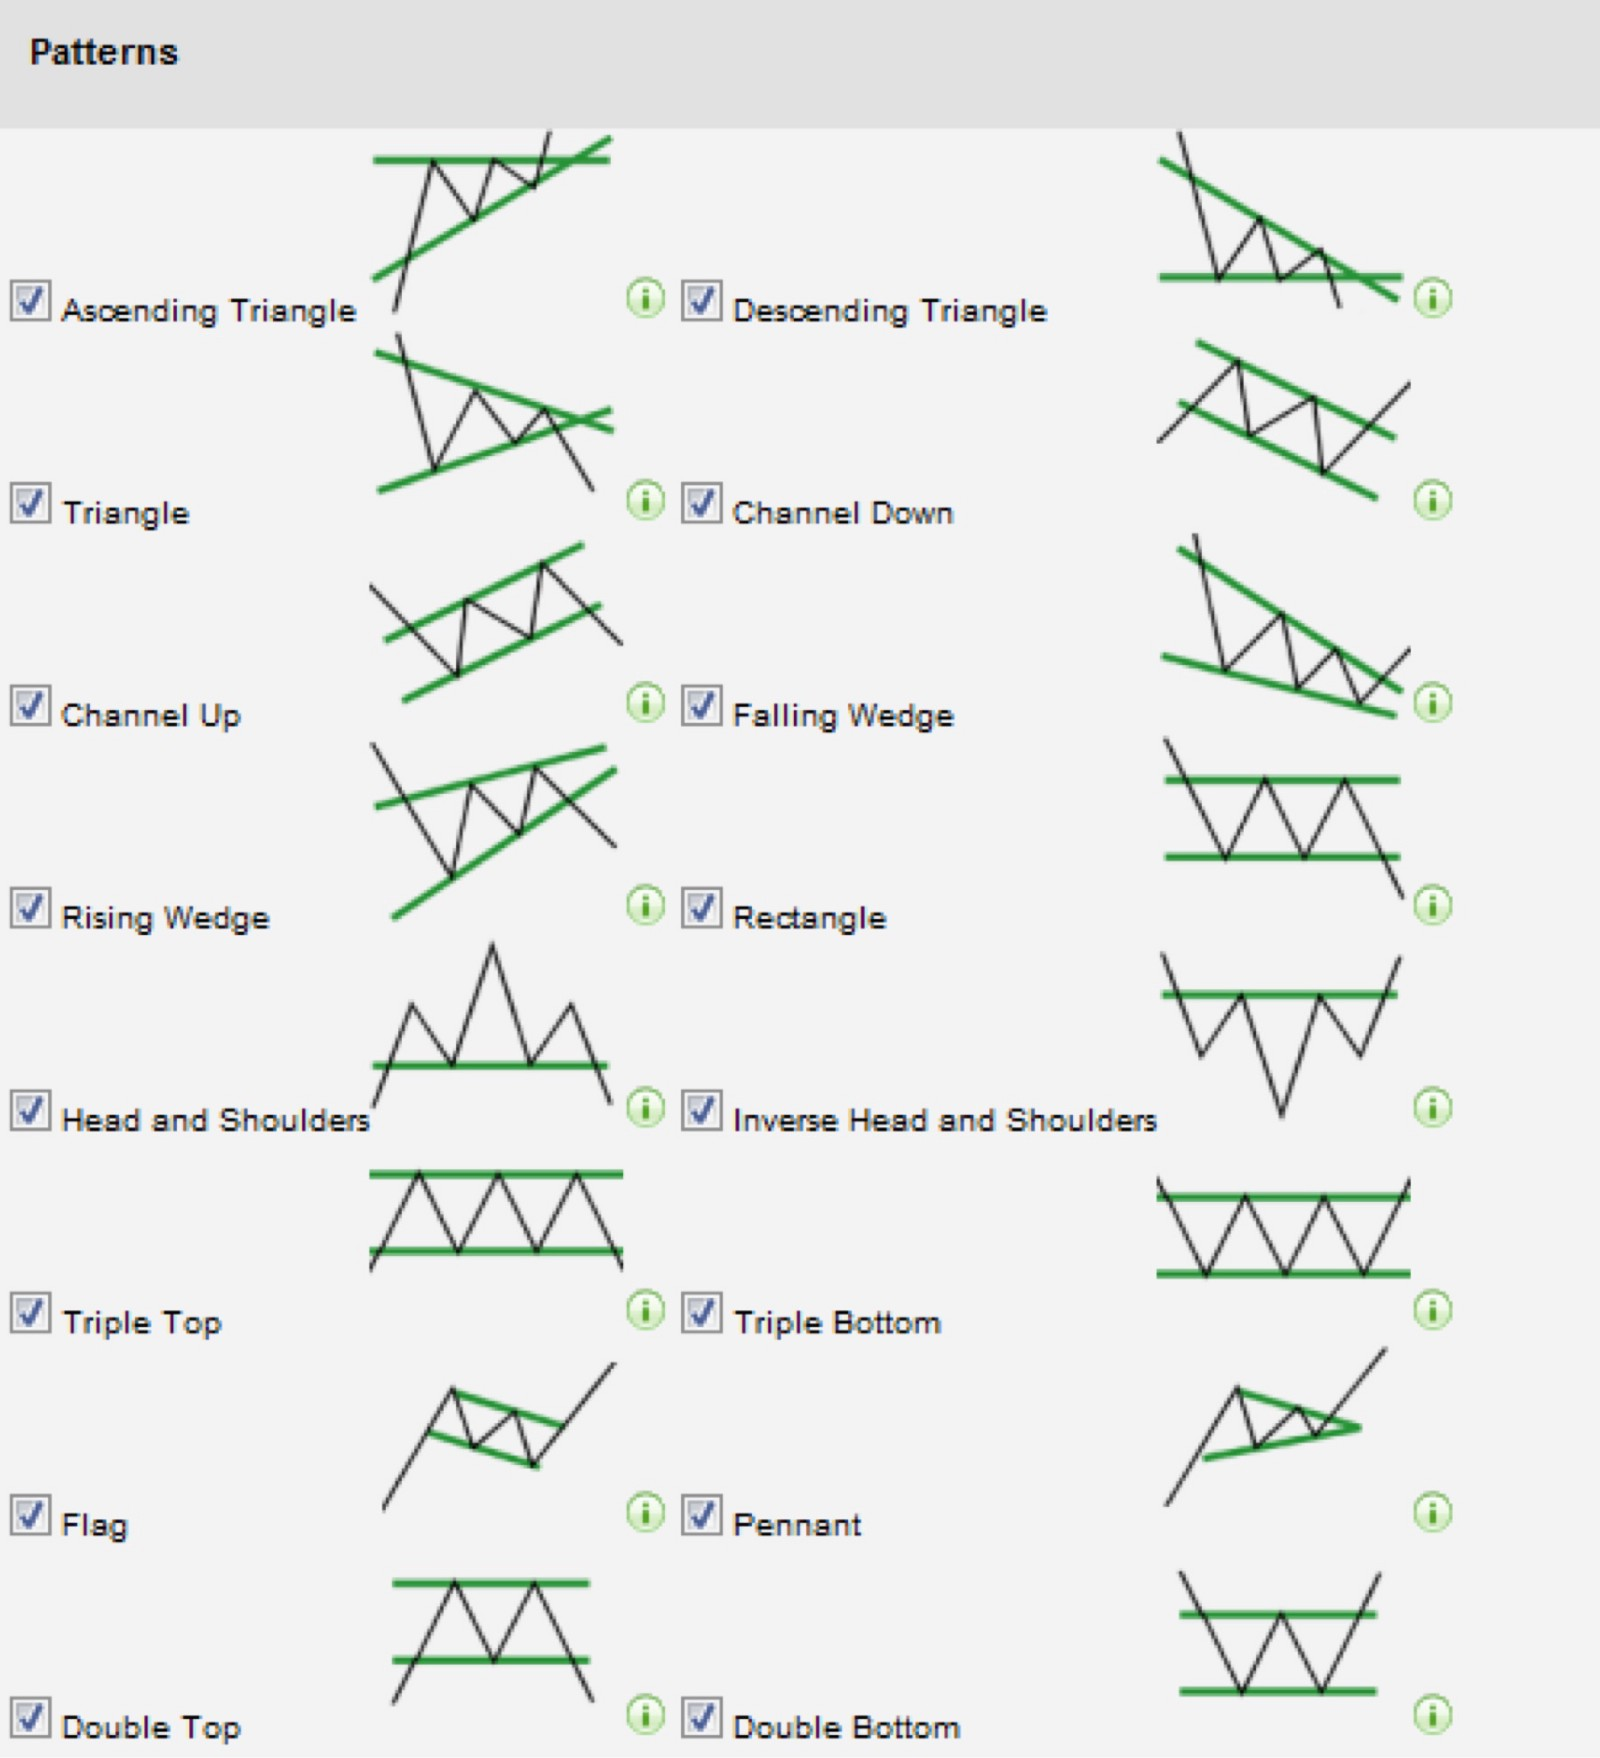 Patterns
Ascending Triangle
Descending Triangle
Triangle
Channel Down
Channel Up
Falling Wedge
Rising Wedge
Rectangle
Head and Shoulders
Inverse Head and Shoulders
Triple Top
Triple Bottom
Flag
Pennant
Double Top
Double Bottom